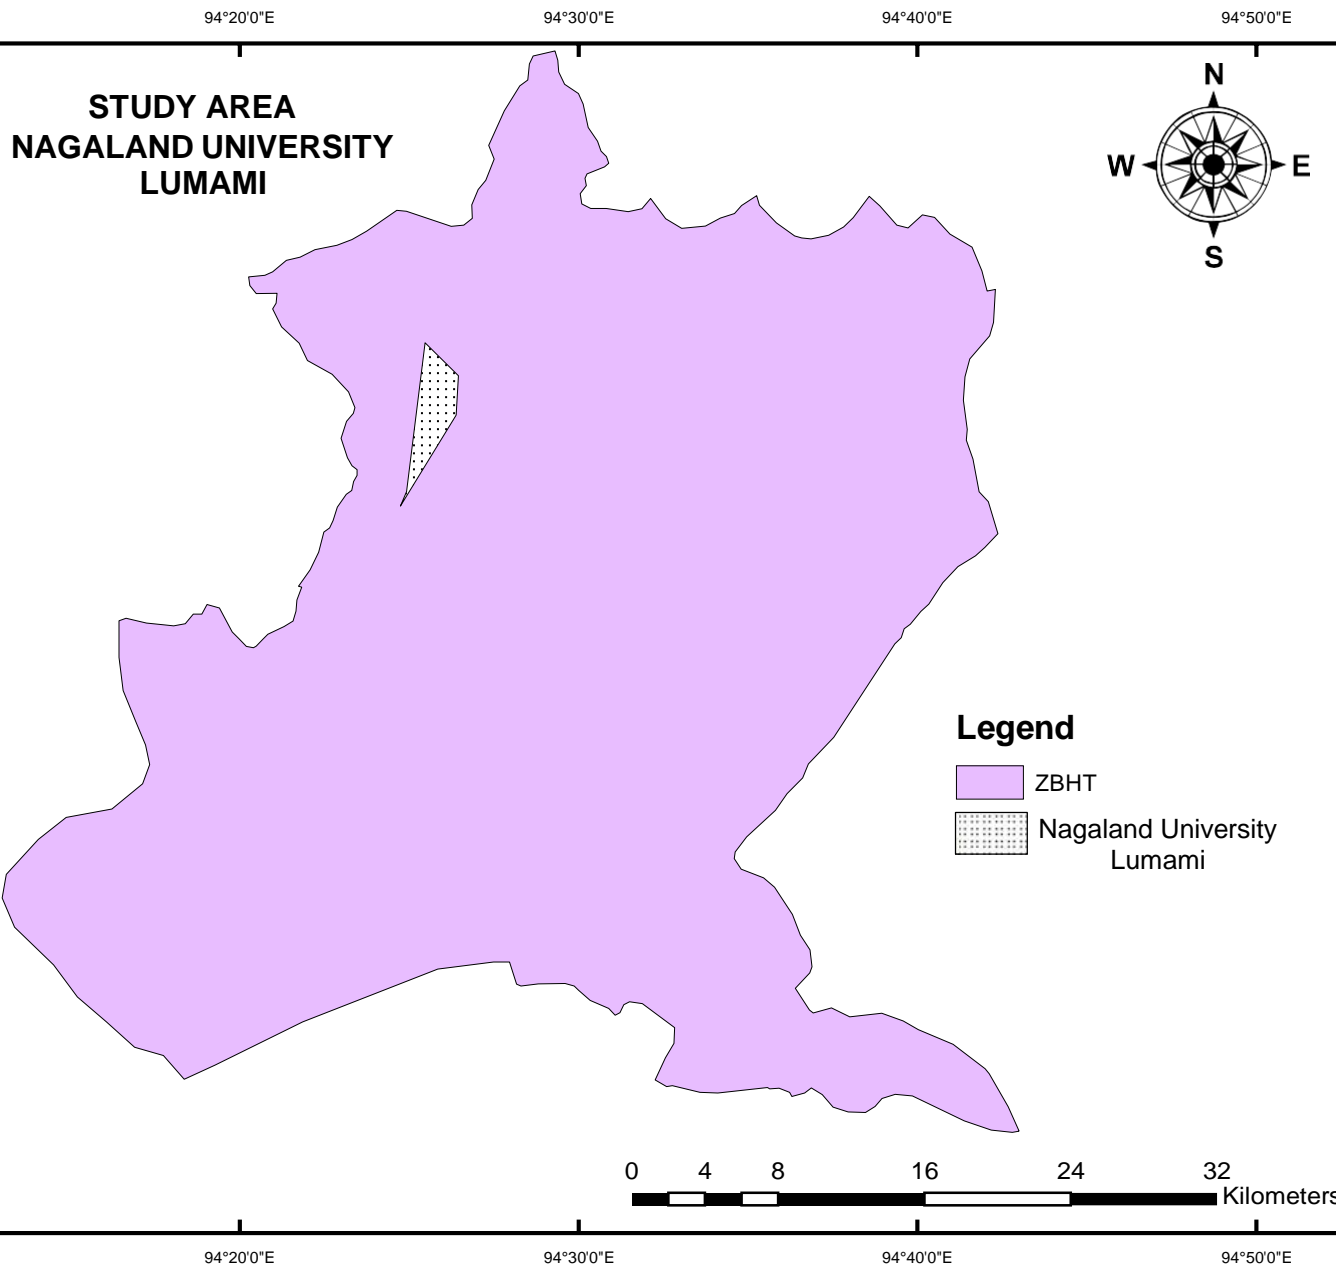 94°20'0"E 94°30'0"E 94°40'0"E 94°50'0"E
STUDY AREA
NAGALAND UNIVERSITY
LUMAMI
N
W E
S
Legend
ZBHT
Nagaland University
Lumami
0 4 8 16 24 32
Kilometers
94°20'0"E 94°30'0"E 94°40'0"E 94°50'0"E